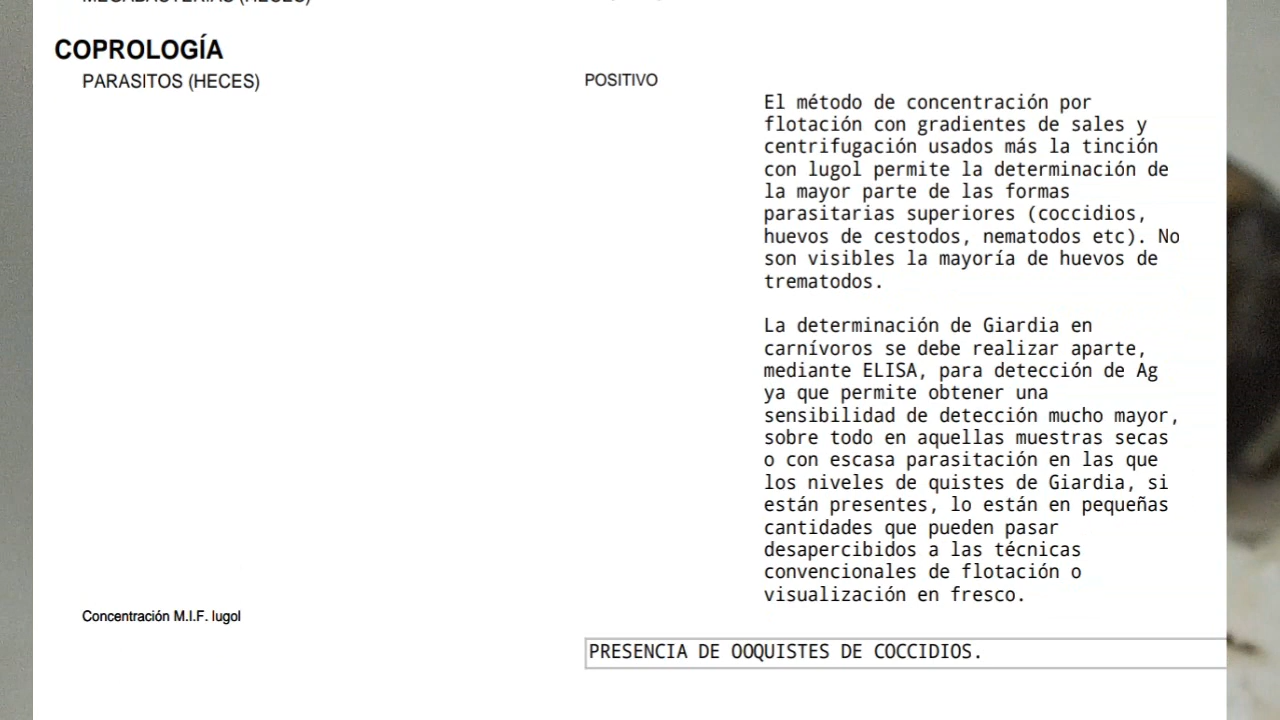 COPROLOGÍA
PARASITOS (HECES)
POSITIVO
El método de concentración por
flotación con gradientes de sales y
centrifugación usados más la tinción
con lugol permite la determinación de
la mayor parte de las formas
parasitarias superiores (coccidios,
huevos de cestodos, nematodos etc). No
son visibles la mayoría de huevos de
trematodos.
La determinación de Giardia en
carnívoros se debe realizar aparte,
mediante ELISA, para detección de Ag
ya que permite obtener una
sensibilidad de detección mucho mayor,
sobre todo en aquellas muestras secas
o con escasa parasitación en las que
los niveles de quistes de Giardia, si
están presentes, lo están en pequeñas
cantidades que pueden pasar
desapercibidos a las técnicas
convencionales de flotación o
visualización en fresco.
Concentración M.I.F. lugol
PRESENCIA DE OOQUISTES DE COCCIDIOS.